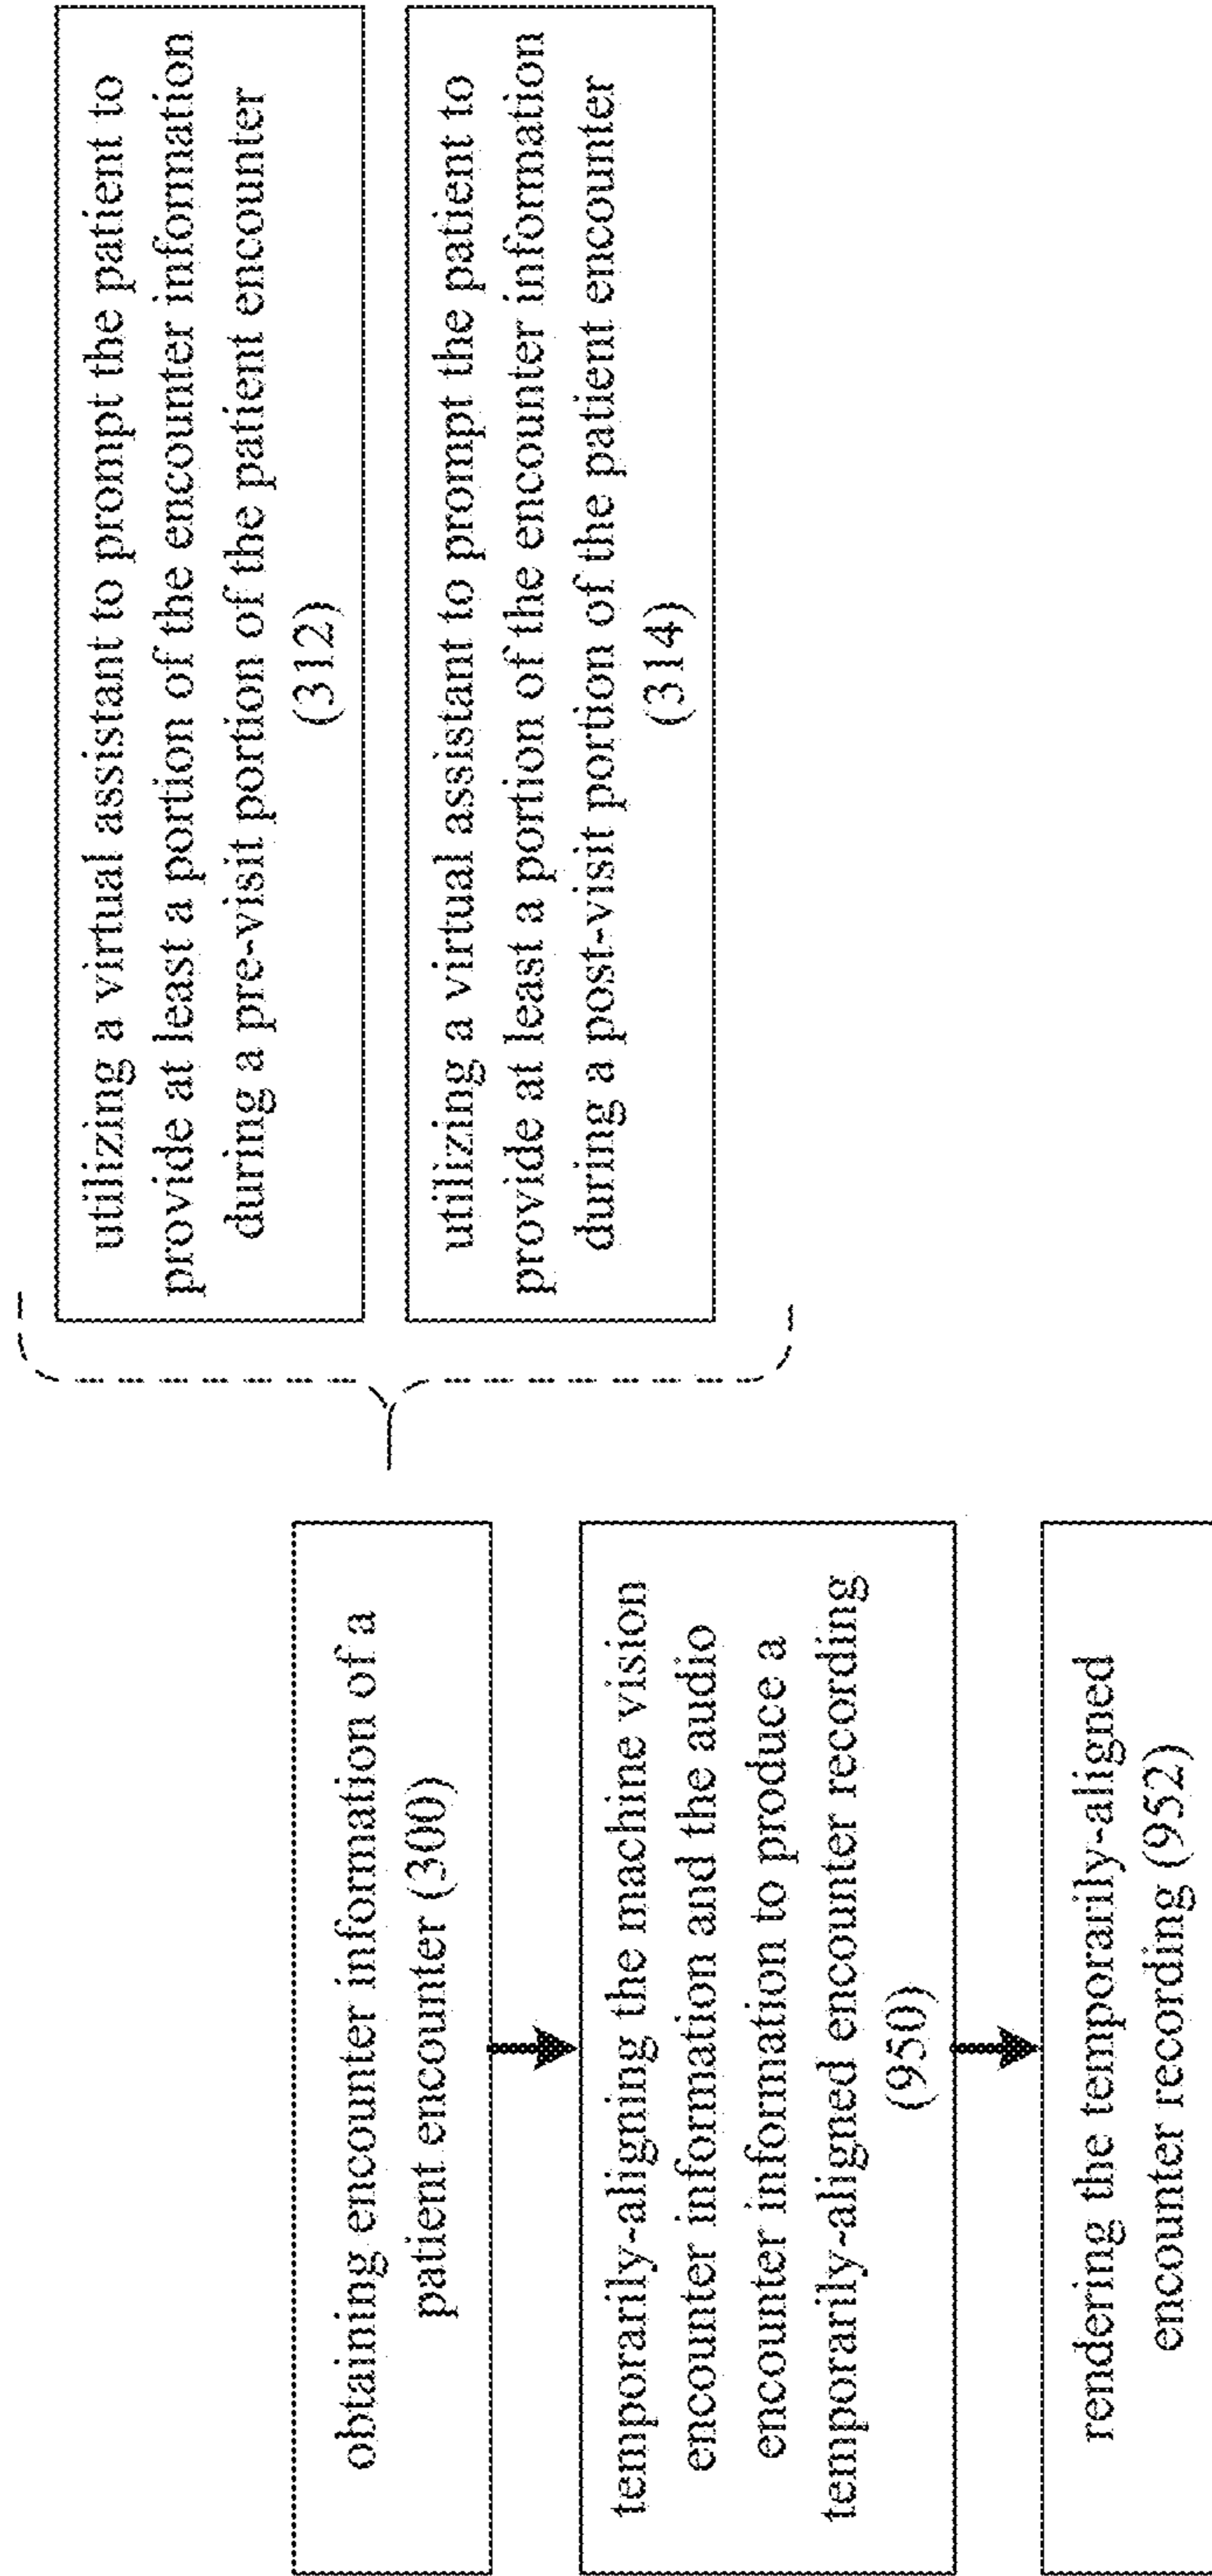 obtaining encounter information of a
patient encounter (300)
temporarily-aligning the machine vision
encounter information and the audio
encounter information to produce a
temporarily-aligned encounter recording
(950)
rendering the temporarily-aligned
encounter recording (952)
utilizing a virtual assistant to prompt the patient to
provide at least a portion of the encounter information
during a pre-visit portion of the patient encounter
(312)
utilizing a virtual assistant to prompt the patient to
provide at least a portion of the encounter information
during a post-visit portion of the patient encounter
(314)